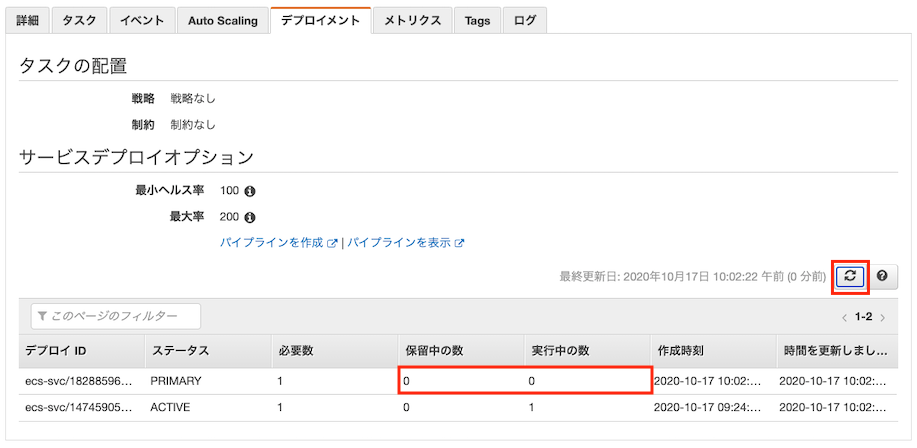 詳細 タスク イベント Auto Scaling デプロイメント メトリクス Tags ログ
タスクの配置
戦略 戦略なし
制約 制約なし
サービスデプロイオプション
最小ヘルス率 100
最大率 200
パイプラインを作成 | パイプラインを表示
最終更新日: 2020年10月17日 10:02:22 午前 (0 分前)
このページのフィルター 1-2
デプロイ ID ステータス 必要数 保留中の数 実行中の数 作成時刻 時間を更新しまし...
ecs-svc/18288596... PRIMARY 1 0 0 2020-10-17 10:02:... 2020-10-17 10:02:...
ecs-svc/14745905... ACTIVE 1 0 1 2020-10-17 09:24:... 2020-10-17 10:02:...